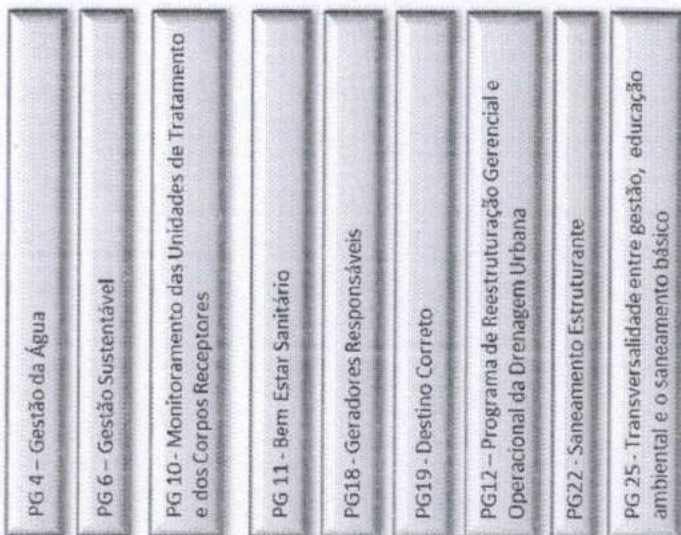 PG 4 – Gestão da Água
PG 6 – Gestão Sustentável
PG 10 - Monitoramento das Unidades de Tratamento
e dos Corpos Receptores
PG 11 - Bem Estar Sanitário
PG18 - Geradores Responsáveis
PG19 - Destino Correto
PG12 – Programa de Reestruturação Gerencial e
Operacional da Drenagem Urbana
PG22 - Saneamento Estruturante
PG 25 - Transversalidade entre gestão, educação
ambiental e o saneamento básico